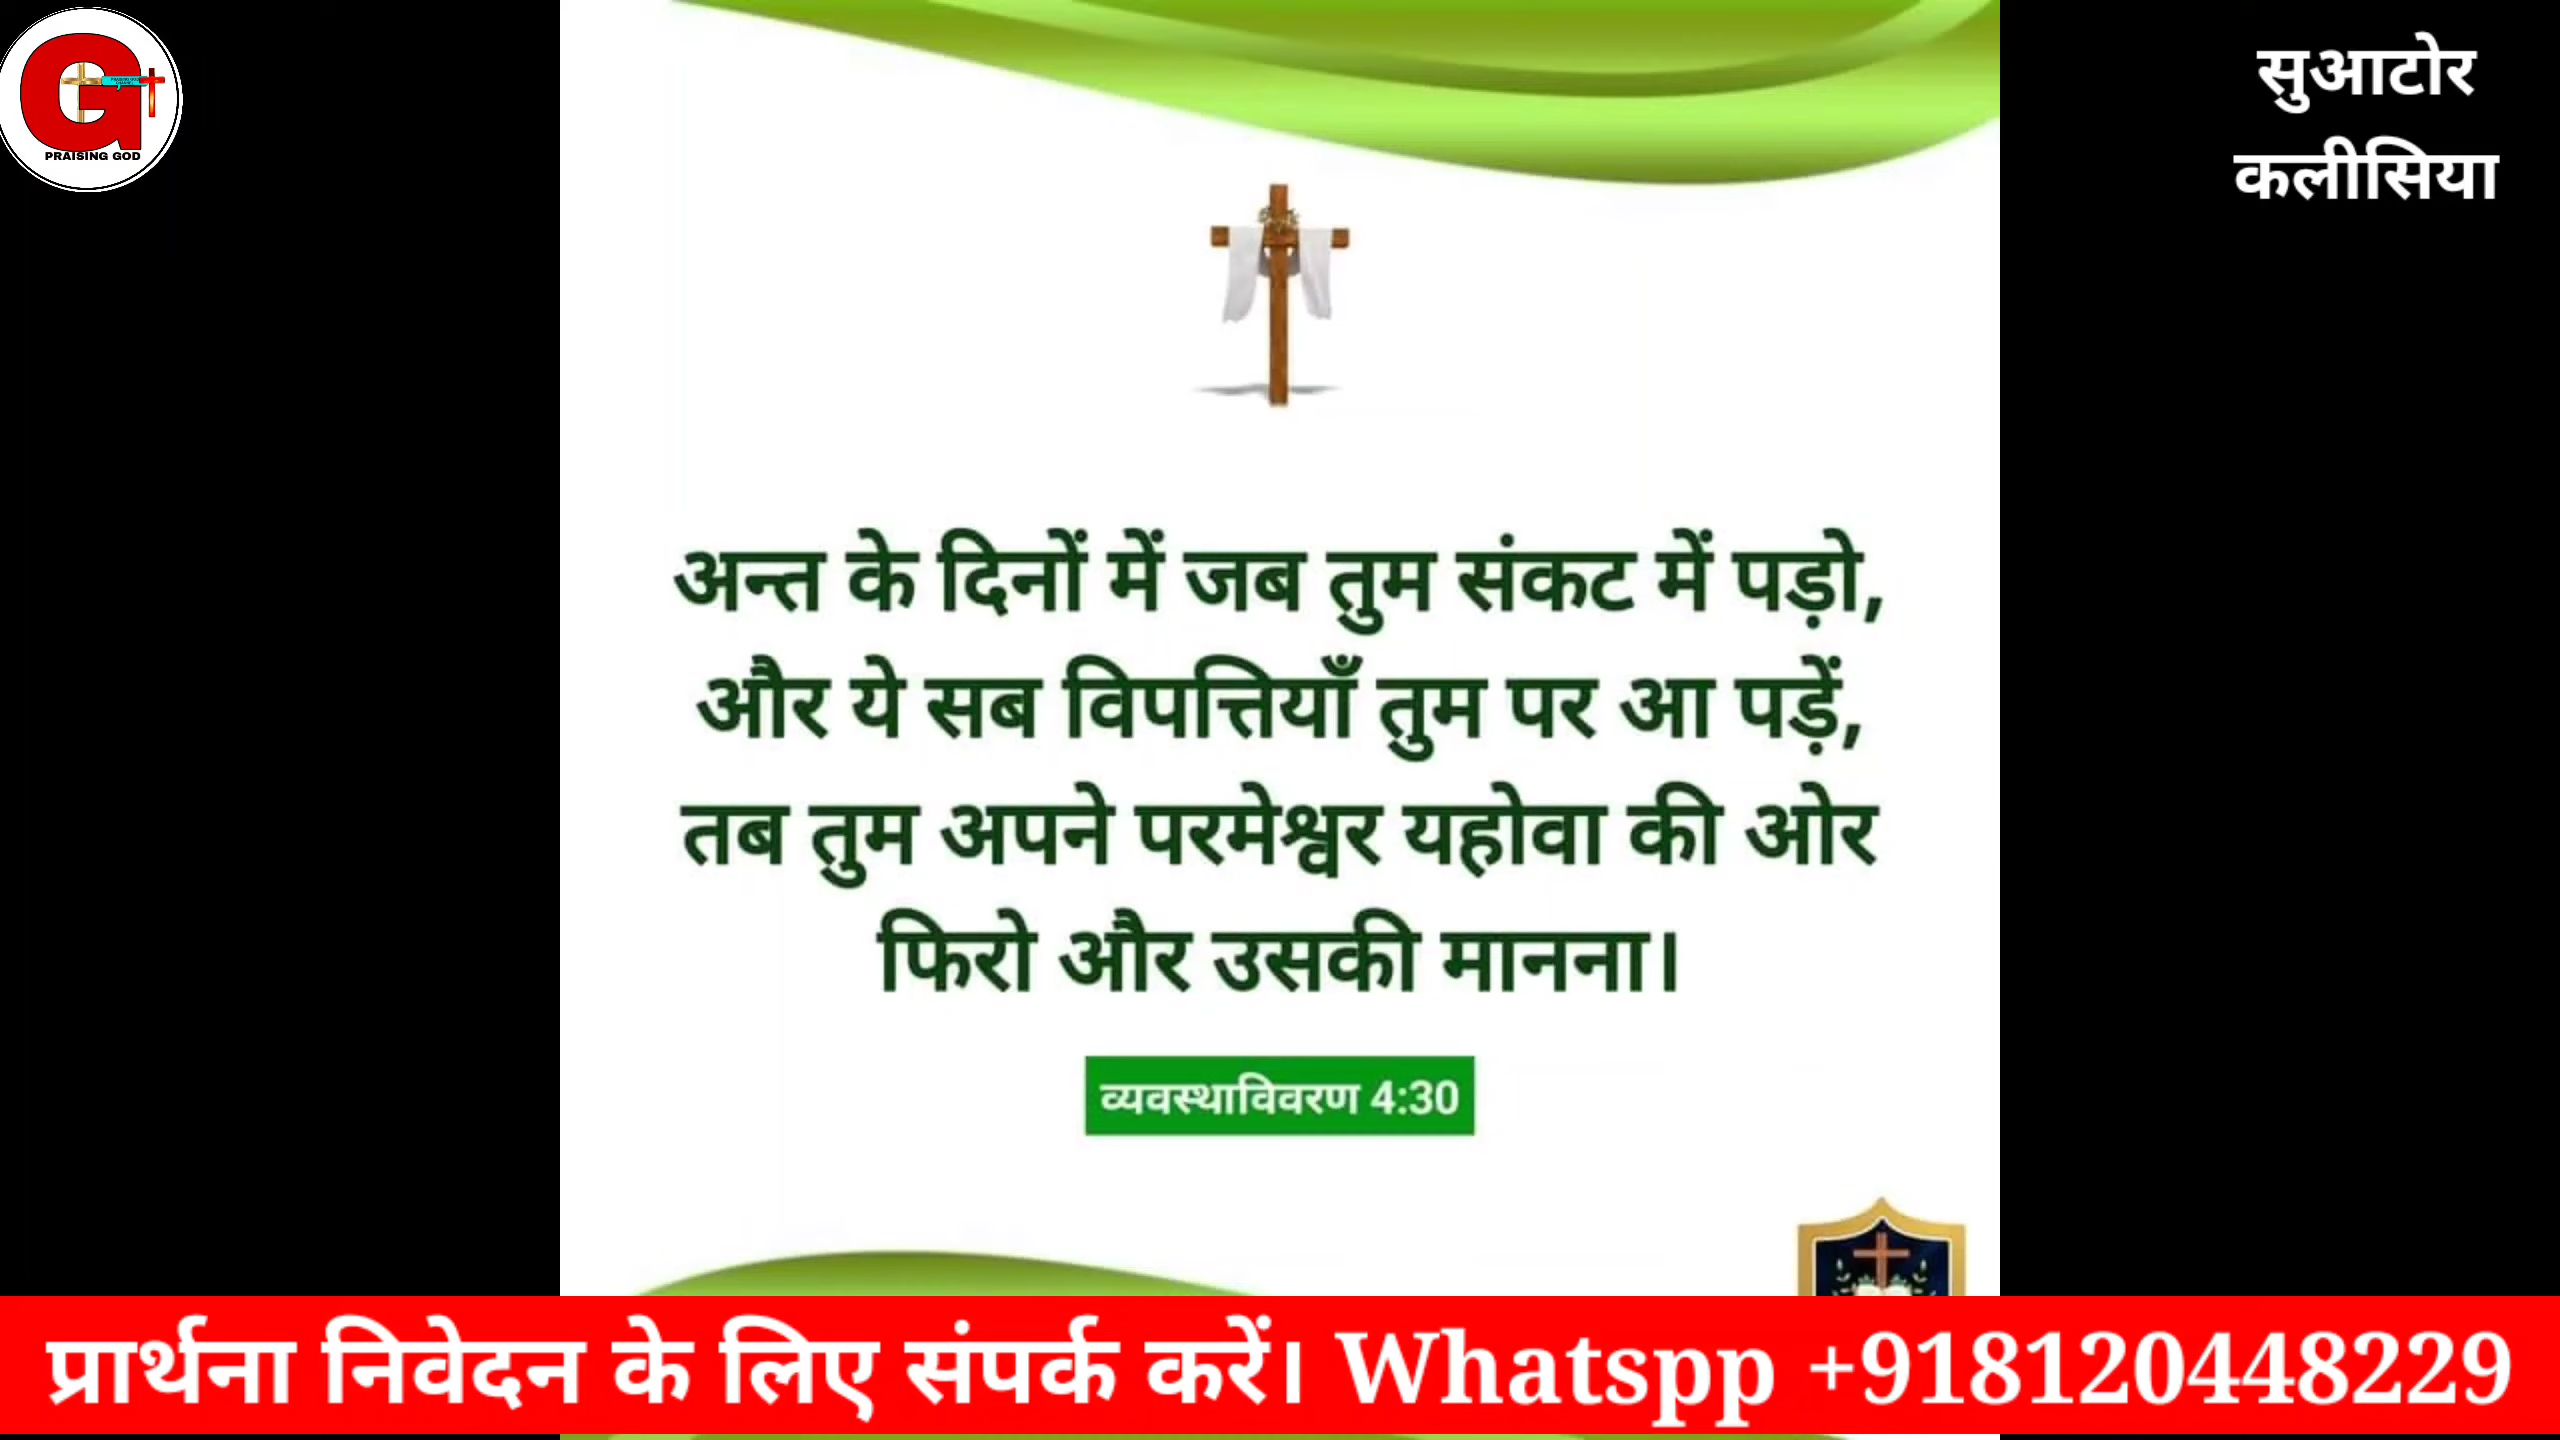 PRAISING GOD
सुआटोर
कलीसिया
अन्त के दिनों में जब तुम संकट में पड़ो,
और ये सब विपत्तियाँ तुम पर आ पड़ें,
तब तुम अपने परमेश्वर यहोवा की ओर
फिरो और उसकी मानना।
व्यवस्थाविवरण 4:30
प्रार्थना निवेदन के लिए संपर्क करें। Whatspp +918120448229